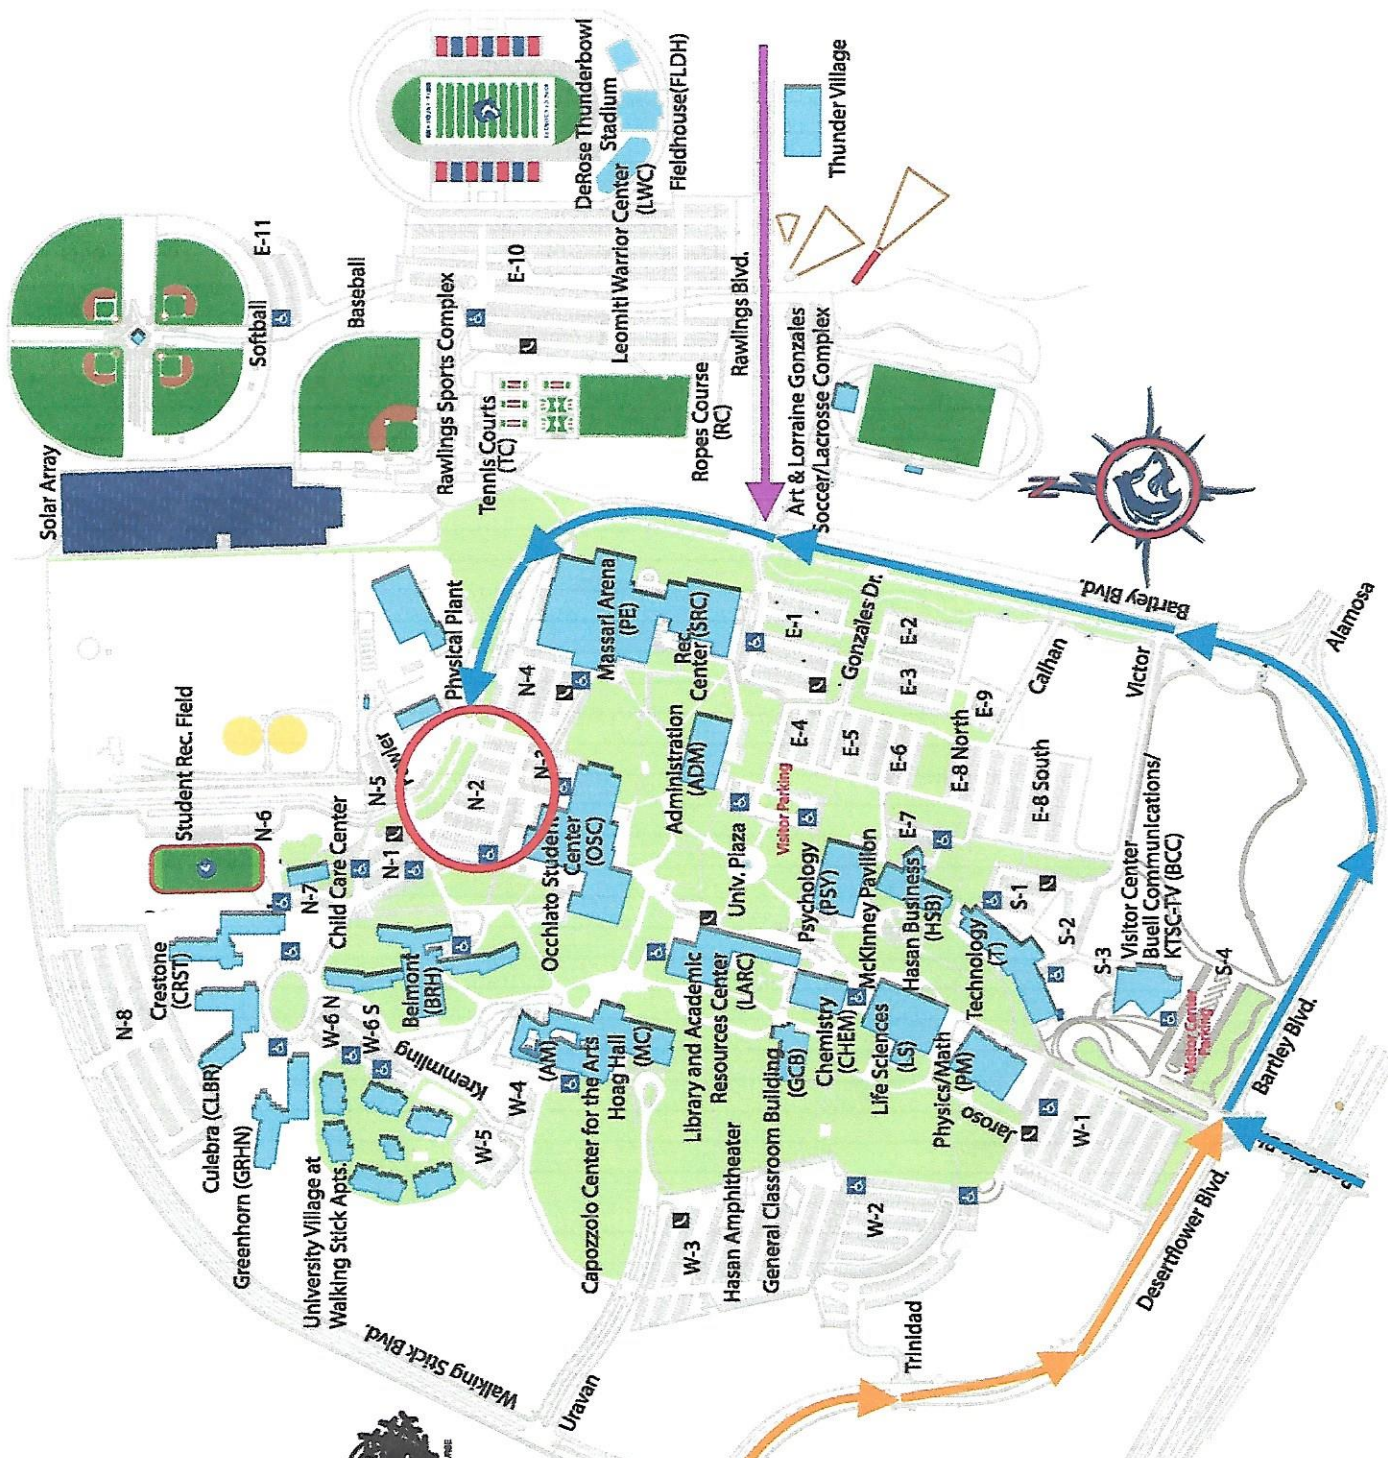 Solar Array
Softball
E-11
Baseball
DeRose Thunderbowl
Stadium
Fieldhouse(FLDH)
Leomiti Warrior Center
(LWC)
E-10
Rawlings Sports Complex
Tennis Courts
(TC)
Ropes Course
(RC)
Rawlings Blvd.
Thunder Village
Art & Lorraine Gonzales
Soccer/Lacrosse Complex
N
Student Rec. Field
N-6
N-5
Fowler
Physical Plant
N-7
Child Care Center
N-1
N-2
N-3
N-4
Massari Arena
(PE)
Rec.
Center (SRC)
E-1
Gonzales Dr.
E-2
E-3
Bartley Blvd.
Calhan
Victor
Alamosa
Administration
(ADM)
E-4
E-5
E-6
E-9
E-8 North
E-8 South
E-7
Visitor Parking
Univ. Plaza
Occhiato Student
Center
(OSC)
N-8
Crestone
(CRST)
Culebra (CLBR)
Greenhorn (GRHN)
W-6 N
W-6 S
Belmont
(BRH)
Kremmling
University Village at
Walking Stick Apts.
W-4
W-5
(AM)
Capozzolo Center for the Arts
Hoag Hall
(MC)
Library and Academic
Resources Center
(LARC)
Psychology
(PSY)
McKinney Pavilion
Hasan Business
(HSB)
Technology
(T)
S-1
S-2
S-3
S-4
Visitor Center
Buell Communications/
KTSC-TV (BCC)
Visitor Center
Parking
Hasan Amphitheater
General Classroom Building
(GCB)
Chemistry
(CHEM)
Life Sciences
(LS)
Physics/Math
(PM)
Jaroso
W-1
W-2
W-3
Walking Stick Blvd.
Uravan
Trinidad
Desertflower Blvd.
Bartley Blvd.